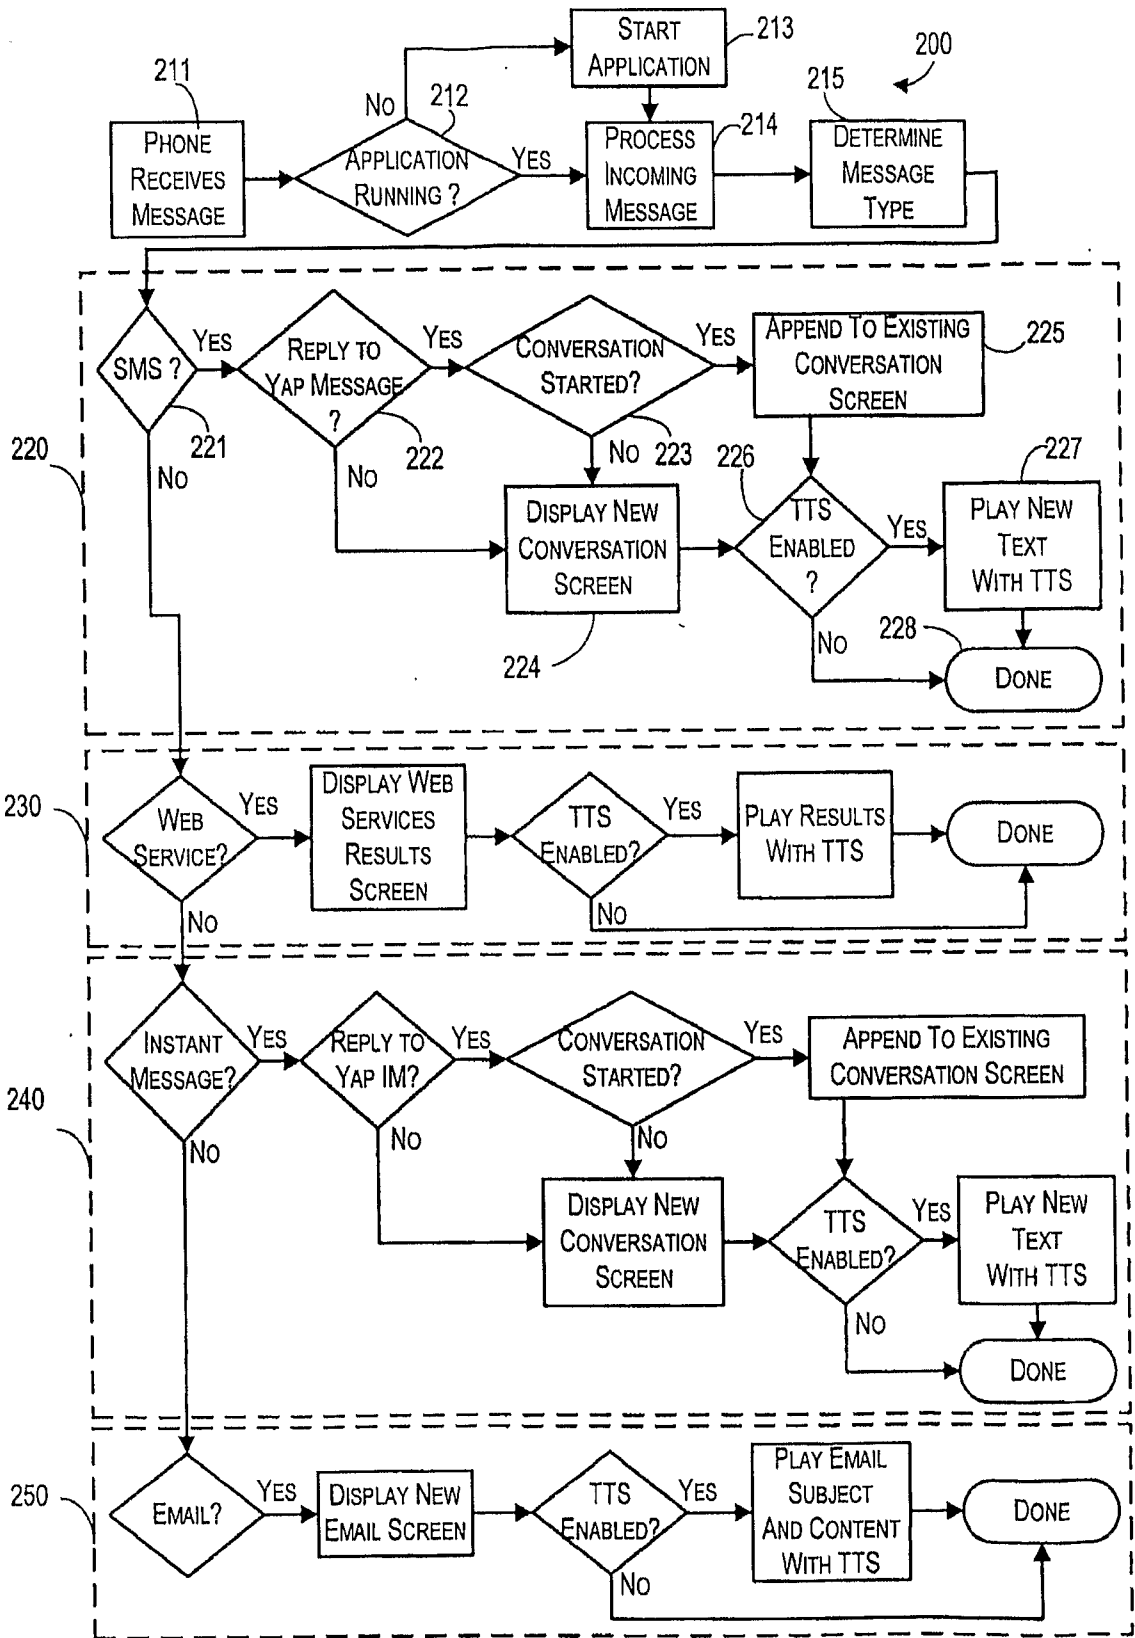 START
APPLICATION
213
200
211
212
215
NO
PHONE
RECEIVES
MESSAGE
APPLICATION
RUNNING ?
YES
PROCESS
INCOMING
MESSAGE
214
DETERMINE
MESSAGE
TYPE
220
SMS ?
221
YES
NO
REPLY TO
YAP MESSAGE
?
222
YES
NO
CONVERSATION
STARTED?
223
YES
NO
APPEND TO EXISTING
CONVERSATION
SCREEN
225
DISPLAY NEW
CONVERSATION
SCREEN
224
226
TTS
ENABLED
?
YES
NO
227
PLAY NEW
TEXT
WITH TTS
228
DONE
230
WEB
SERVICE?
YES
NO
DISPLAY WEB
SERVICES
RESULTS
SCREEN
TTS
ENABLED?
YES
NO
PLAY RESULTS
WITH TTS
DONE
240
INSTANT
MESSAGE?
YES
NO
REPLY TO
YAP IM?
YES
NO
CONVERSATION
STARTED?
YES
NO
APPEND TO EXISTING
CONVERSATION SCREEN
DISPLAY NEW
CONVERSATION
SCREEN
TTS
ENABLED?
YES
NO
PLAY NEW
TEXT
WITH TTS
DONE
250
EMAIL?
YES
DISPLAY NEW
EMAIL SCREEN
TTS
ENABLED?
YES
NO
PLAY EMAIL
SUBJECT
AND CONTENT
WITH TTS
DONE